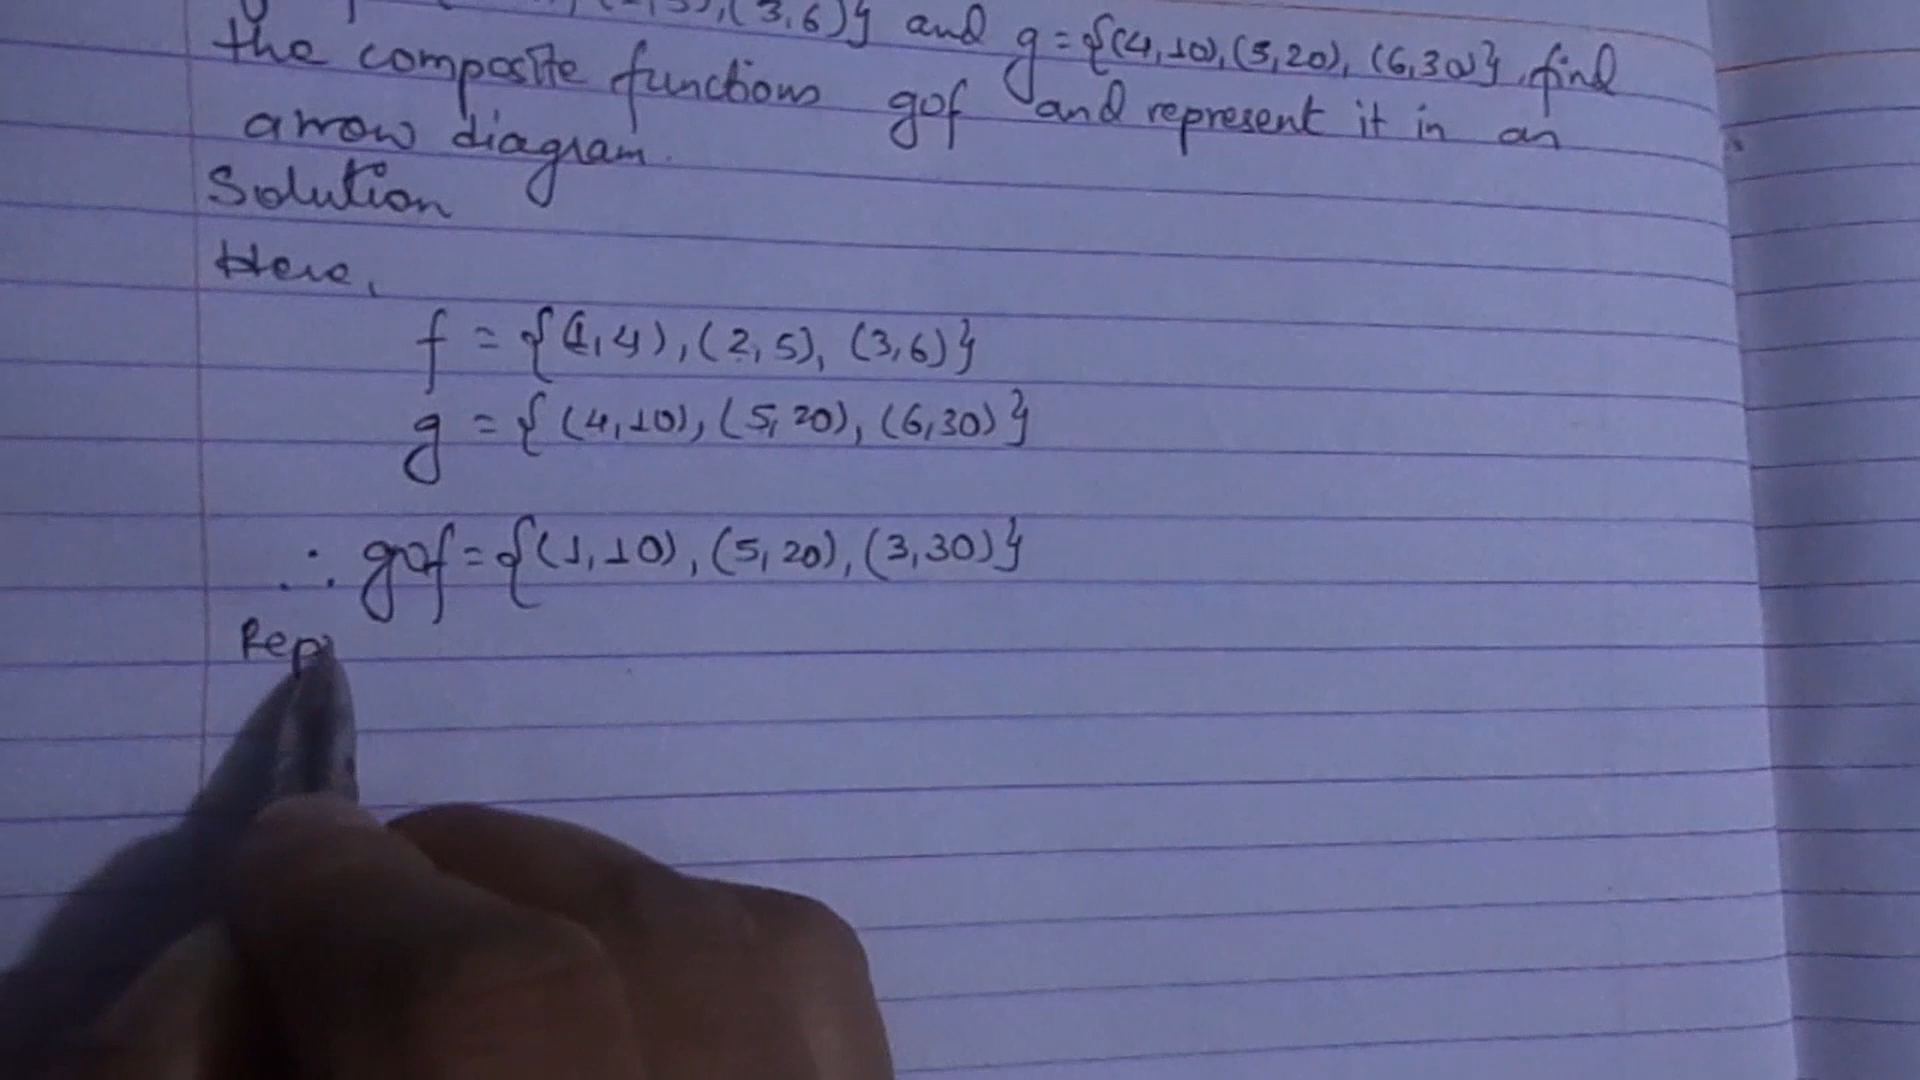 (3,6)} and g={(4,10),(5,20),(6,30)}, find
the composite functions gof and represent it in an
arrow diagram.
Solution
Here,
f = {(1,4),(2,5),(3,6)}
g = {(4,10),(5,20),(6,30)}
∴ gof={(1,10),(5,20),(3,30)}
Rep